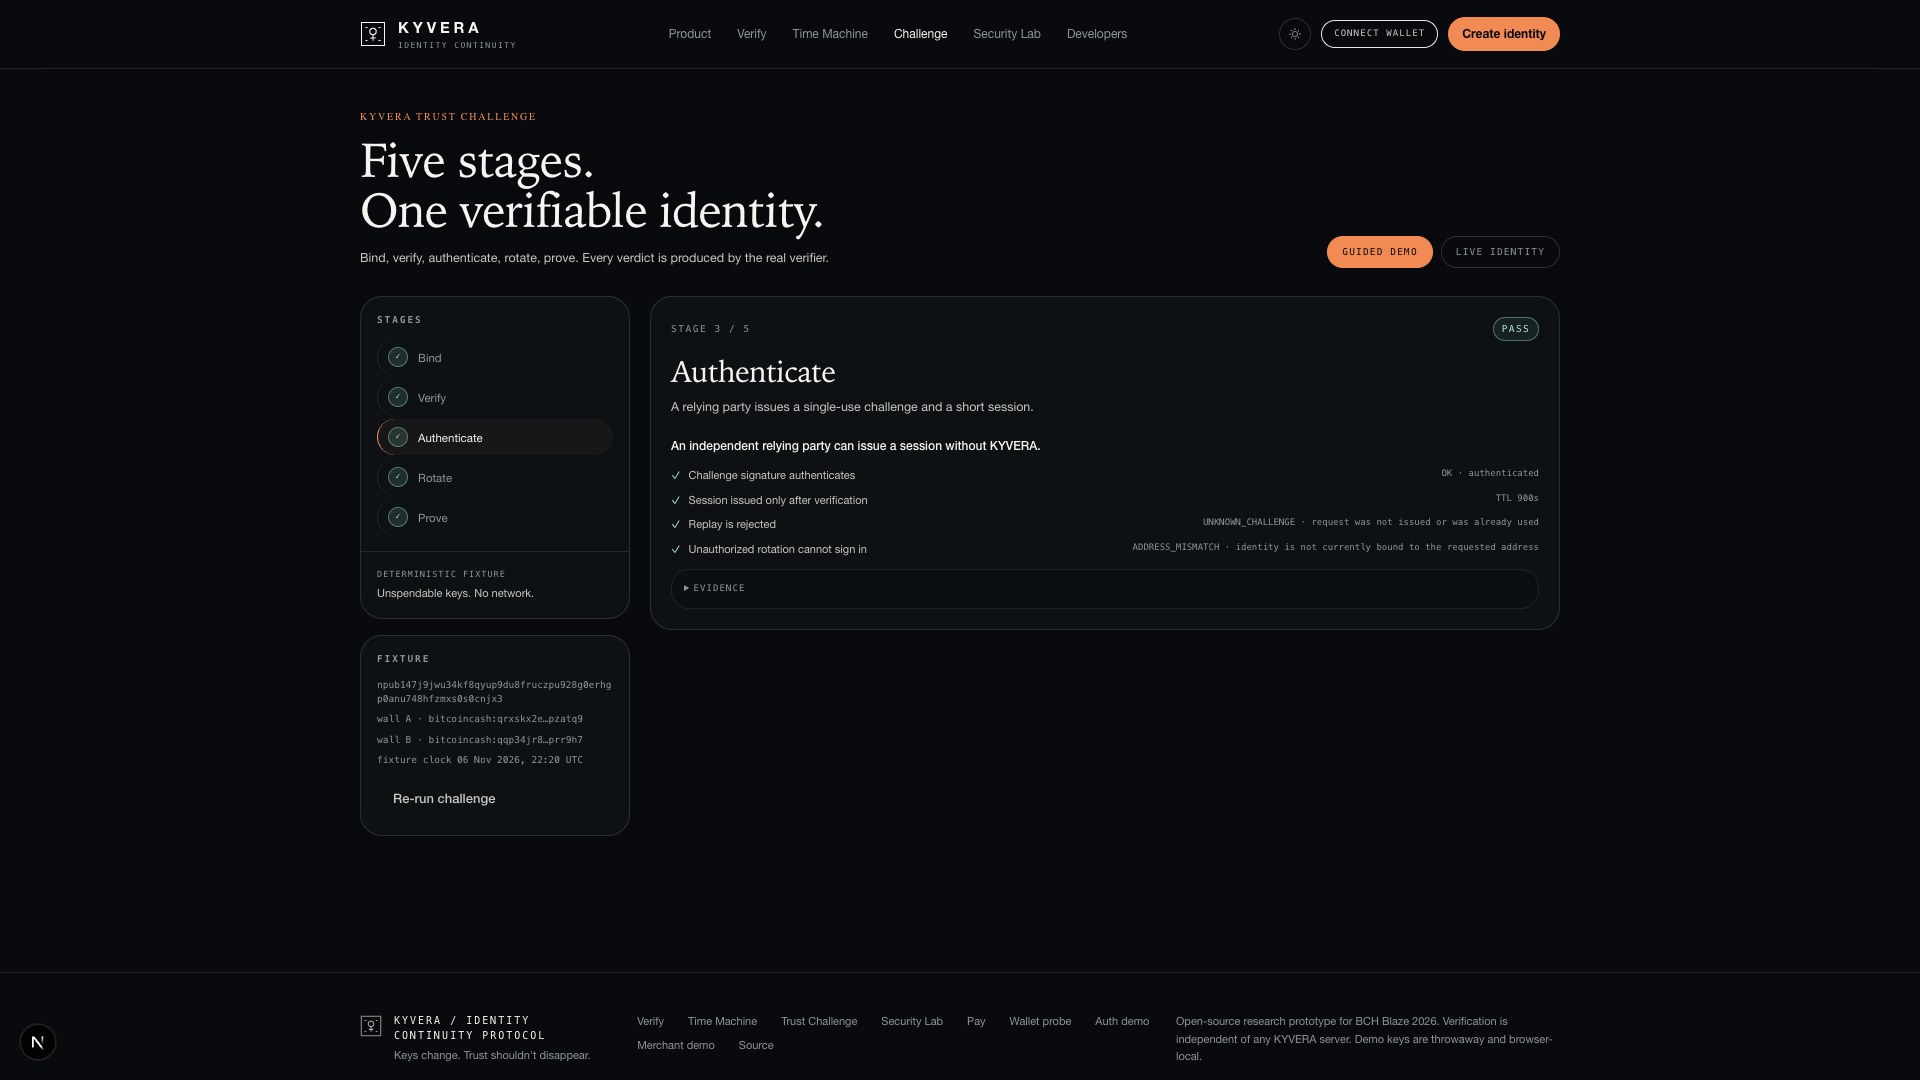 KYVERA
IDENTITY CONTINUITY
Product Verify Time Machine Challenge Security Lab Developers
CONNECT WALLET
Create identity
KYVERA TRUST CHALLENGE
Five stages.
One verifiable identity.
Bind, verify, authenticate, rotate, prove. Every verdict is produced by the real verifier.
GUIDED DEMO
LIVE IDENTITY
STAGES
✓ Bind
✓ Verify
✓ Authenticate
✓ Rotate
✓ Prove
DETERMINISTIC FIXTURE
Unspendable keys. No network.
FIXTURE
npub147j9jwu34kf8qyup9du8fruczpu928g0erhg
p0anu748hfzmxs0s0cnjx3
wall A · bitcoincash:qrxskx2e…pzatq9
wall B · bitcoincash:qqp34jr8…prr9h7
fixture clock 06 Nov 2026, 22:20 UTC
Re-run challenge
STAGE 3 / 5
PASS
Authenticate
A relying party issues a single-use challenge and a short session.
An independent relying party can issue a session without KYVERA.
✓ Challenge signature authenticates OK · authenticated
✓ Session issued only after verification TTL 900s
✓ Replay is rejected UNKNOWN_CHALLENGE · request was not issued or was already used
✓ Unauthorized rotation cannot sign in ADDRESS_MISMATCH · identity is not currently bound to the requested address
▶ EVIDENCE
N
KYVERA / IDENTITY
CONTINUITY PROTOCOL
Keys change. Trust shouldn't disappear.
Verify Time Machine Trust Challenge Security Lab Pay Wallet probe Auth demo
Merchant demo Source
Open-source research prototype for BCH Blaze 2026. Verification is
independent of any KYVERA server. Demo keys are throwaway and browser-
local.